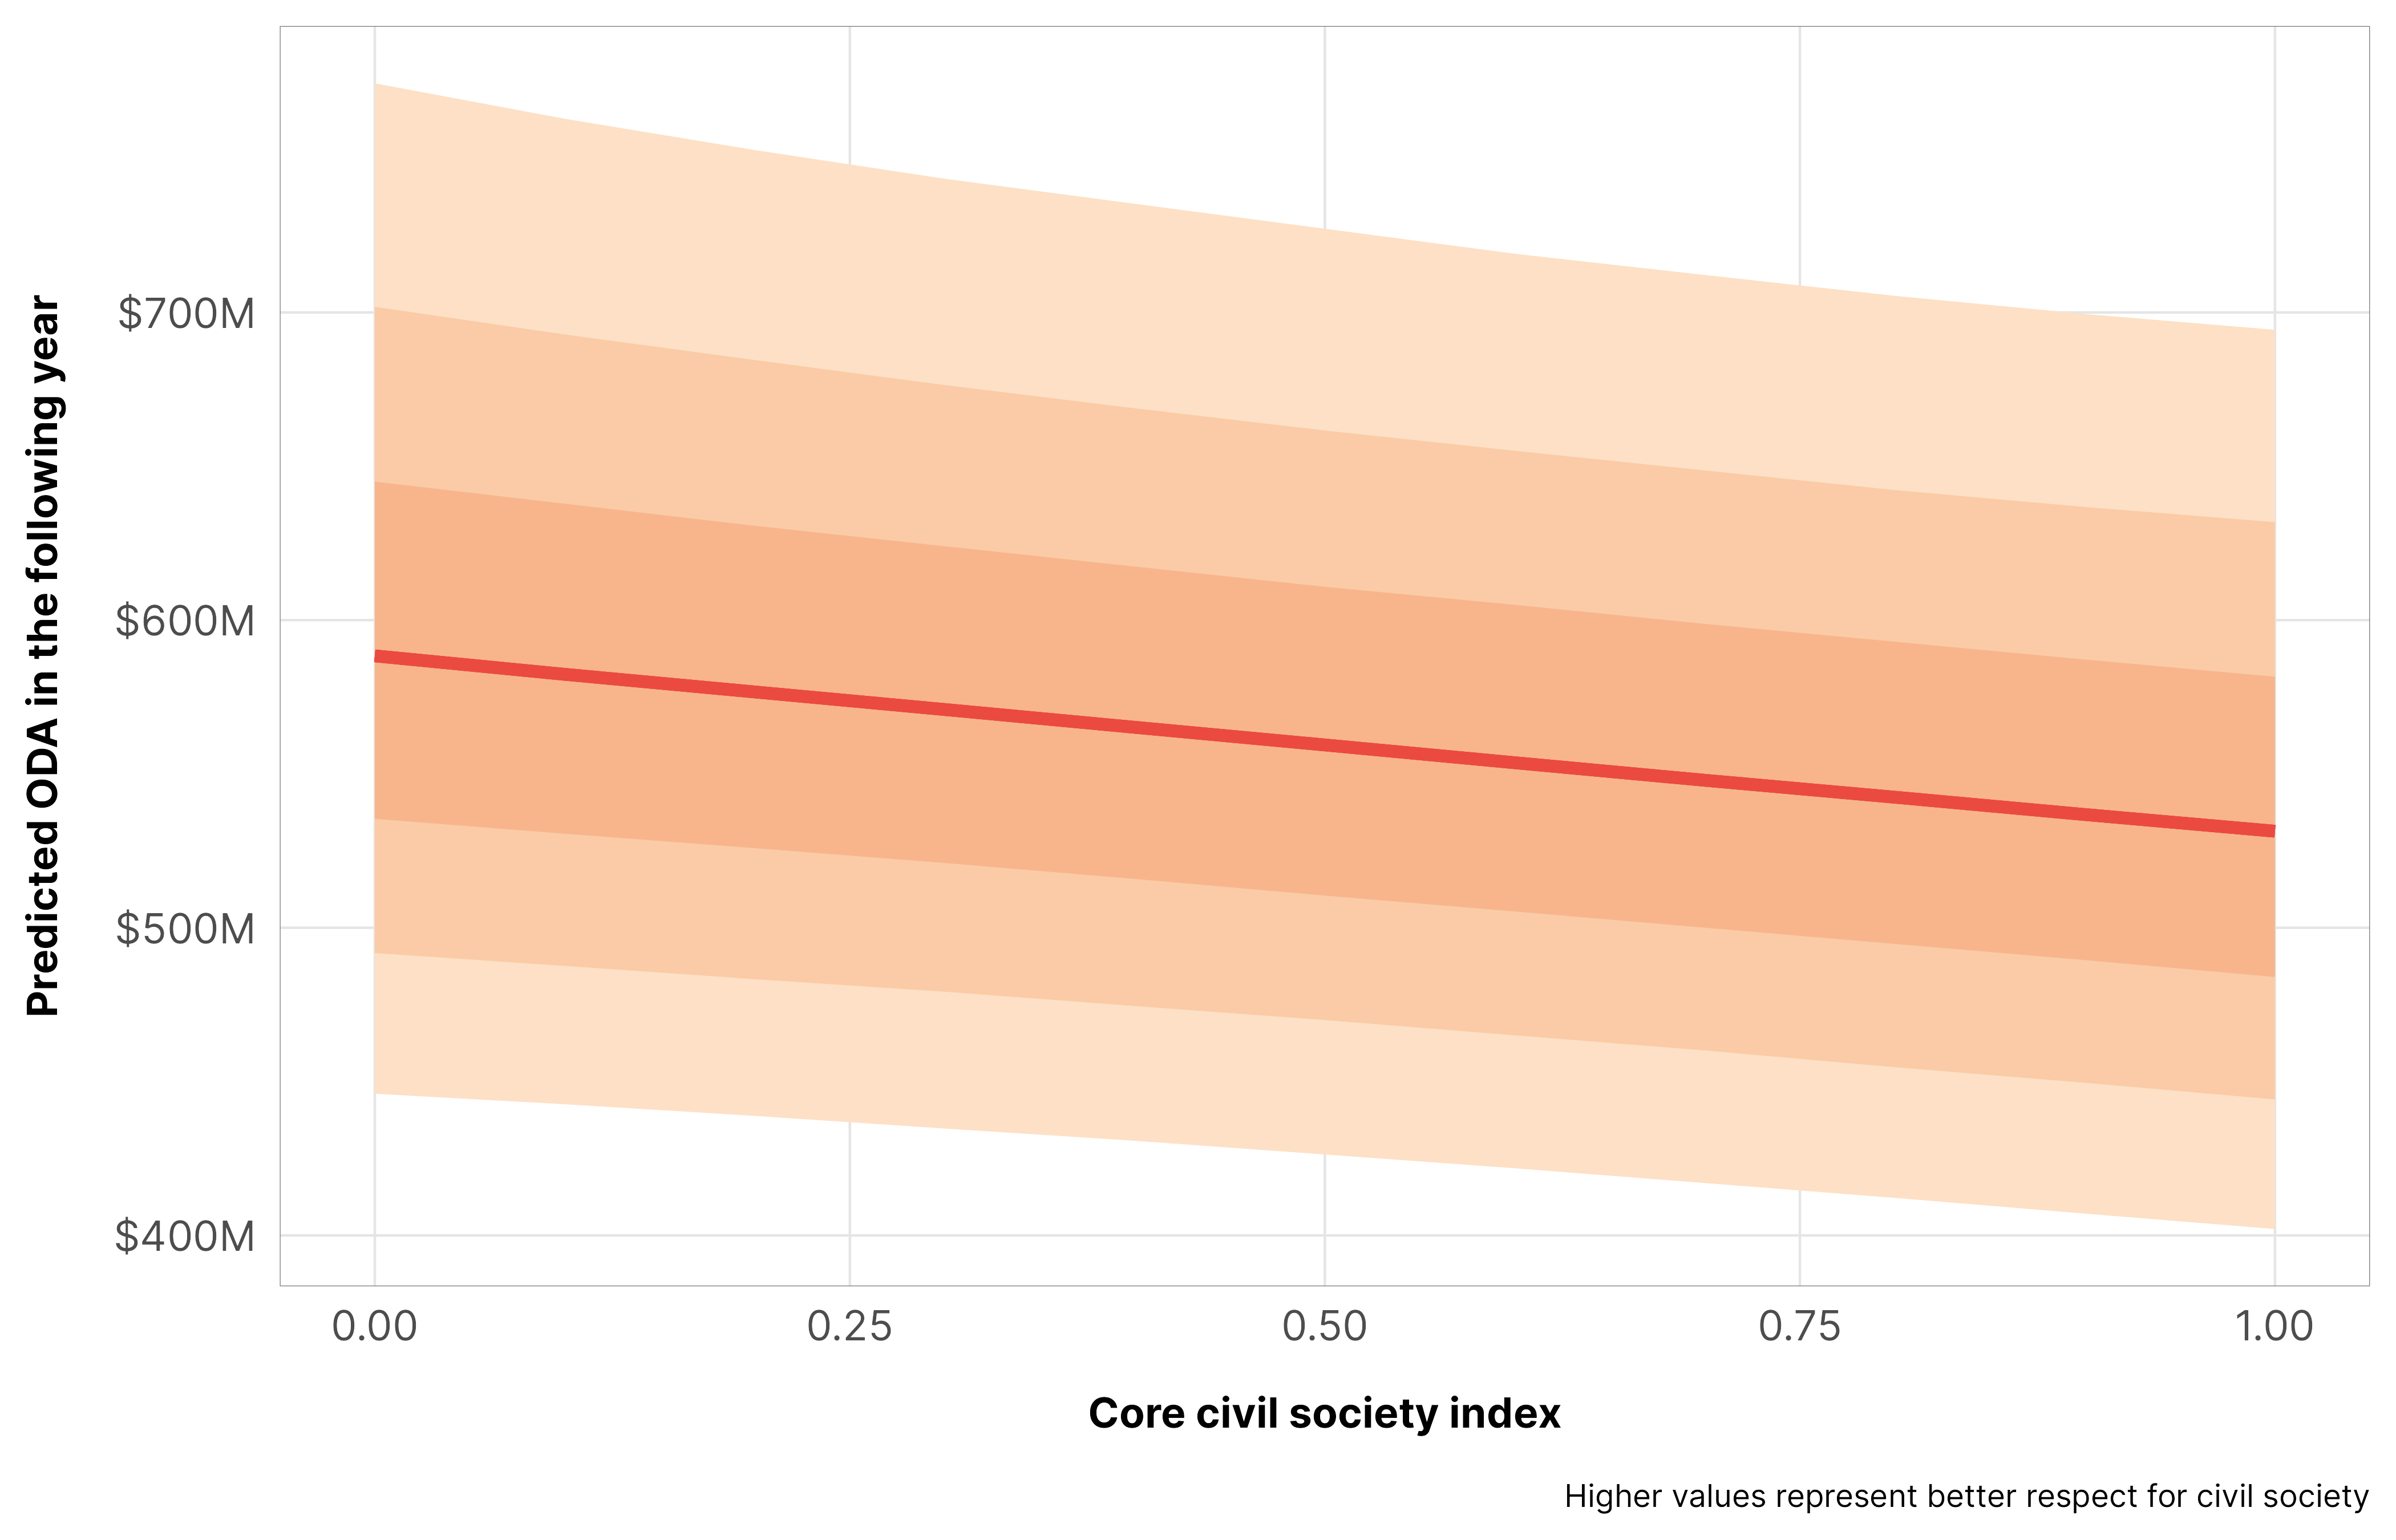 Predicted ODA in the following year
$700M
$600M
$500M
$400M
0.00 0.25 0.50 0.75 1.00
Core civil society index
Higher values represent better respect for civil society